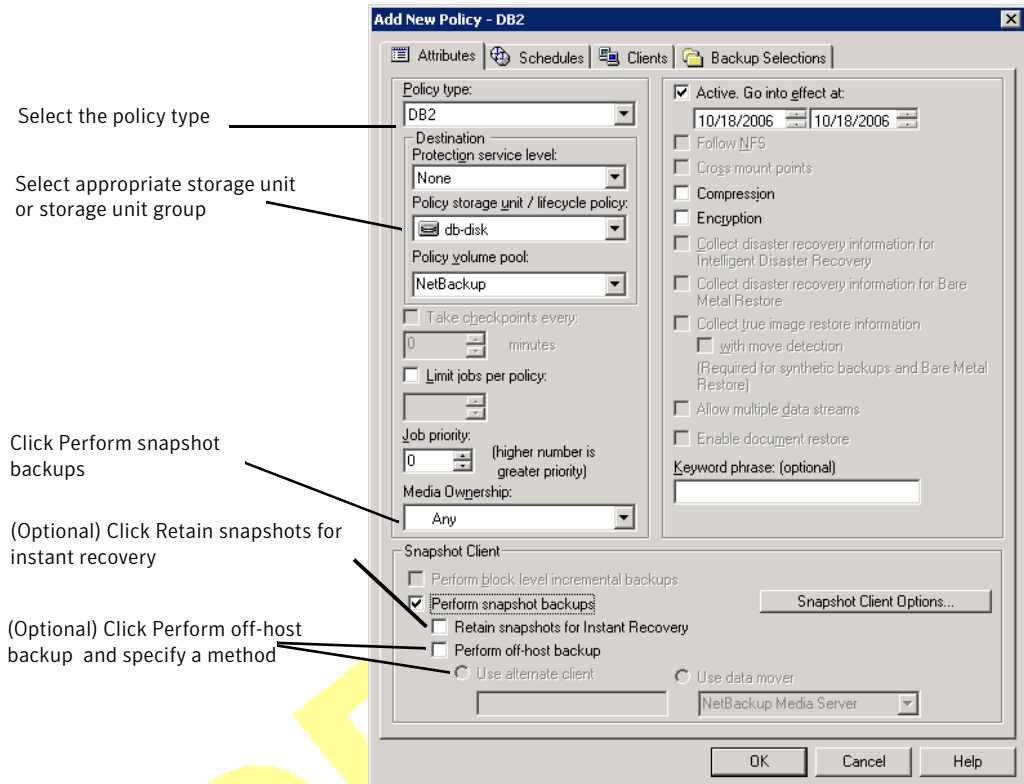 Add New Policy - DB2
Attributes
Schedules
Clients
Backup Selections
Select the policy type
Select appropriate storage unit
or storage unit group
Click Perform snapshot
backups
(Optional) Click Retain snapshots for
instant recovery
(Optional) Click Perform off-host
backup and specify a method
Policy type:
DB2
Destination
Protection service level:
None
Policy storage unit / lifecycle policy:
db-disk
Policy volume pool:
NetBackup
Take checkpoints every:
0
minutes
Limit jobs per policy:
Job priority:
0
(higher number is
greater priority)
Media Ownership:
Any
Active. Go into effect at:
10/18/2006
10/18/2006
Follow NFS
Cross mount points
Compression
Encryption
Collect disaster recovery information for
Intelligent Disaster Recovery
Collect disaster recovery information for Bare
Metal Restore
Collect true image restore information
with move detection
(Required for synthetic backups and Bare Metal
Restore)
Allow multiple data streams
Enable document restore
Keyword phrase: (optional)
Snapshot Client
Perform block level incremental backups
Perform snapshot backups
Snapshot Client Options...
Retain snapshots for Instant Recovery
Perform off-host backup
Use alternate client
Use data mover
NetBackup Media Server
OK
Cancel
Help